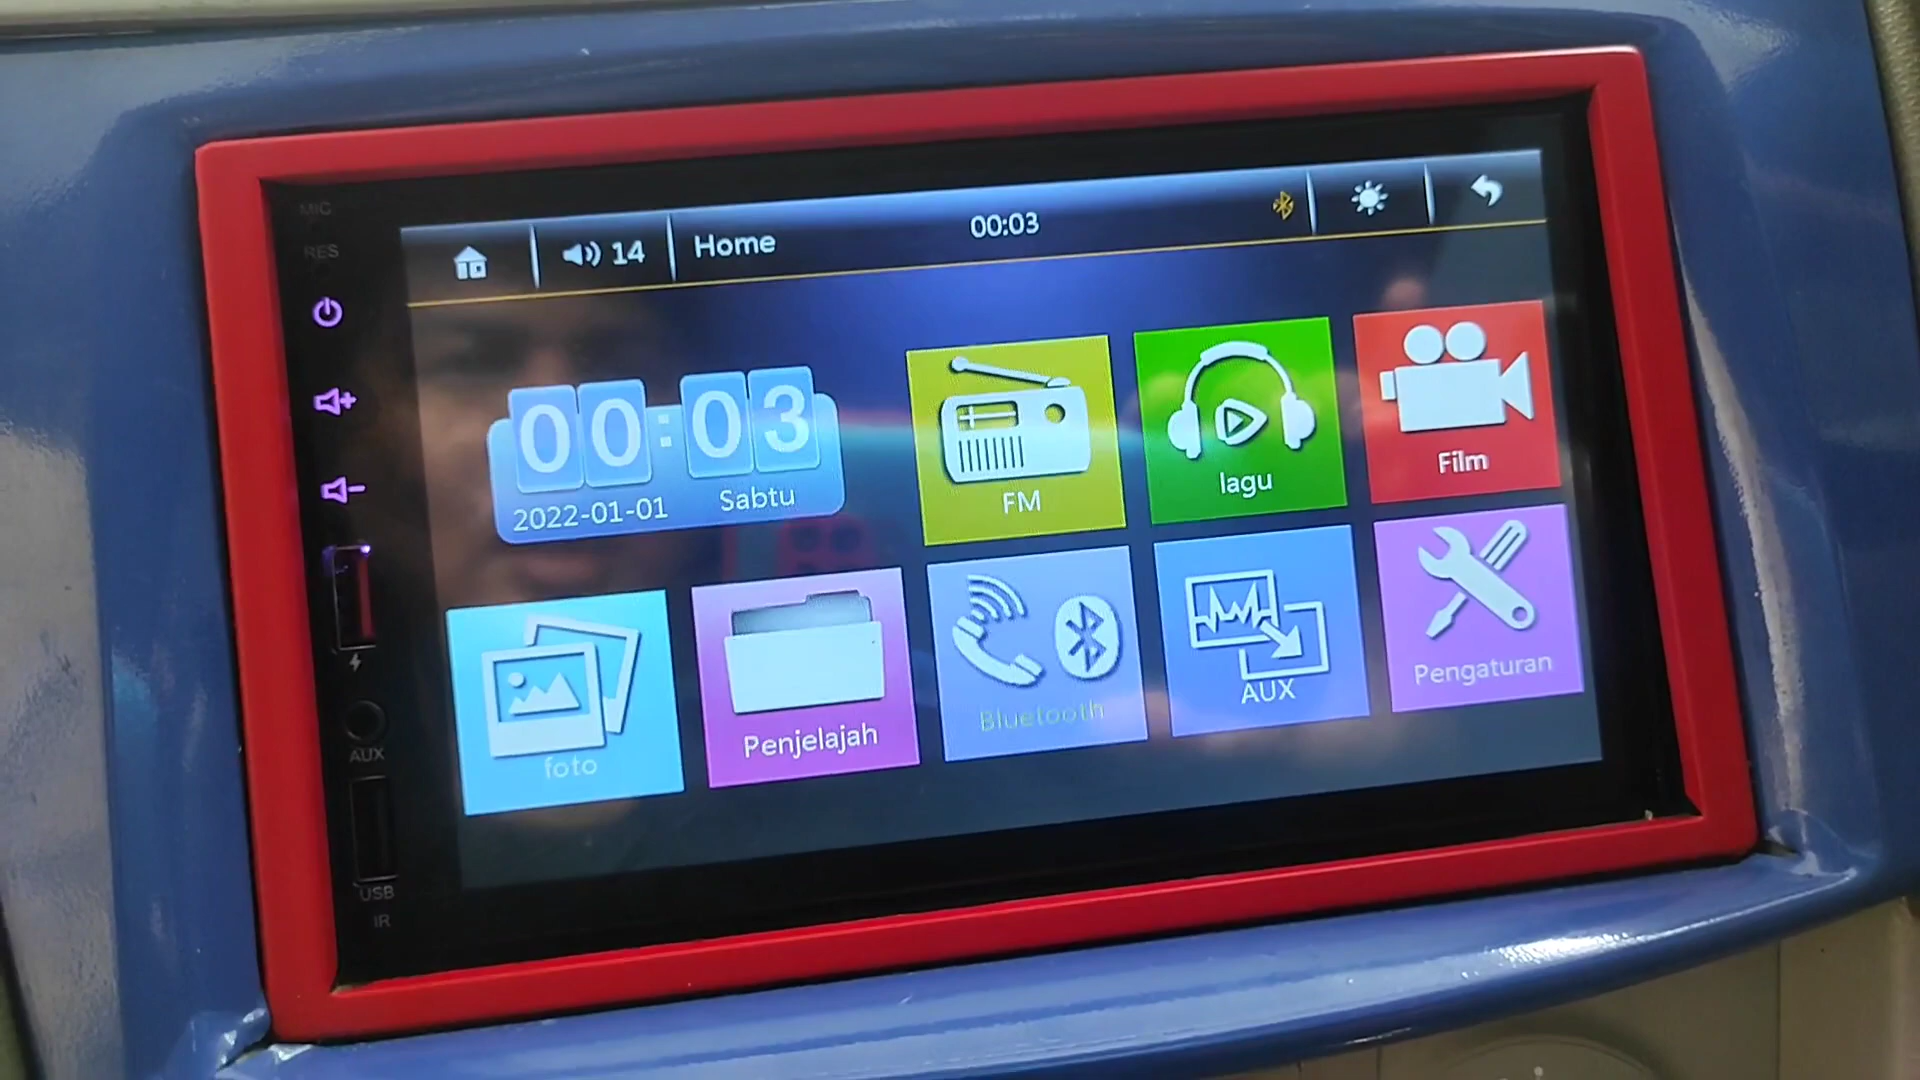 MIC
RES
14
Home
00:03
00:03
2022-01-01
Sabtu
FM
lagu
Film
foto
Penjelajah
Bluetooth
AUX
Pengaturan
AUX
USB
IR